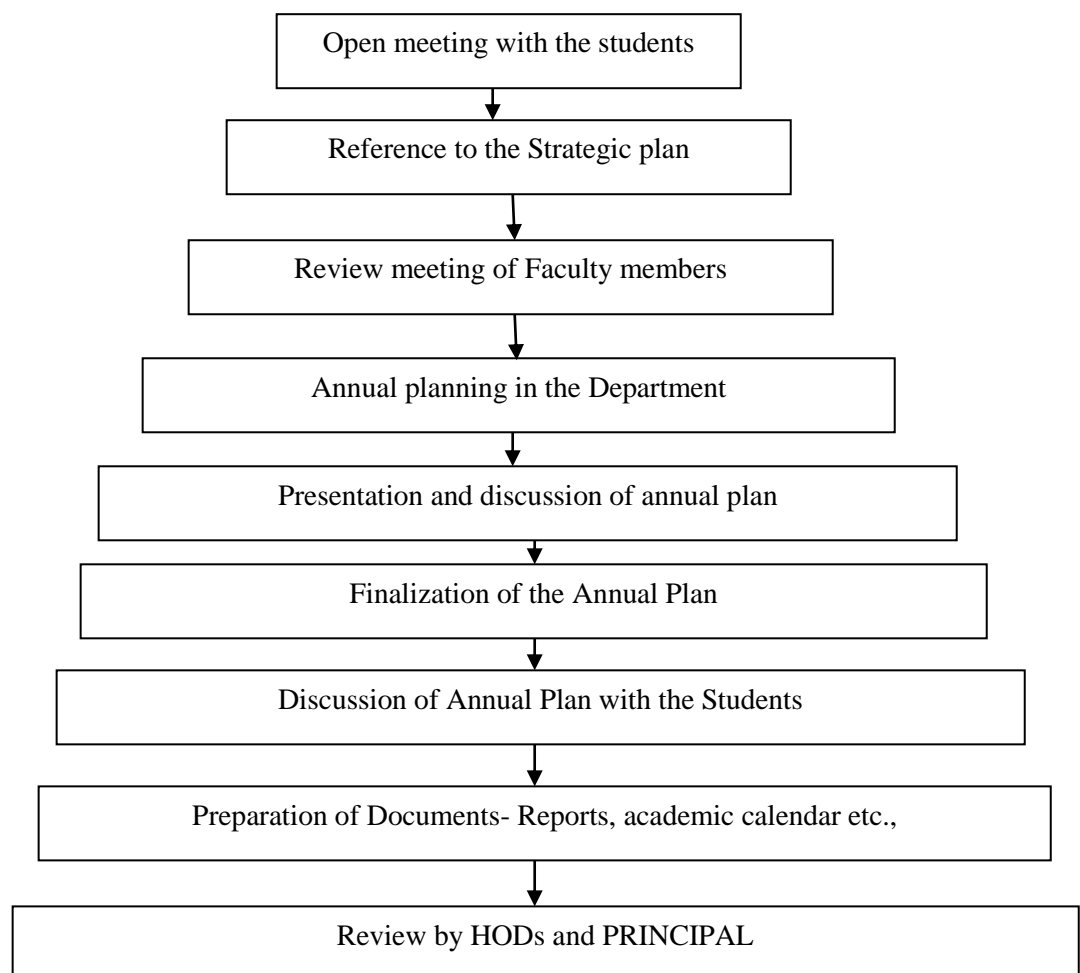 Open meeting with the students
Reference to the Strategic plan
Review meeting of Faculty members
Annual planning in the Department
Presentation and discussion of annual plan
Finalization of the Annual Plan
Discussion of Annual Plan with the Students
Preparation of Documents- Reports, academic calendar etc.,
Review by HODs and PRINCIPAL